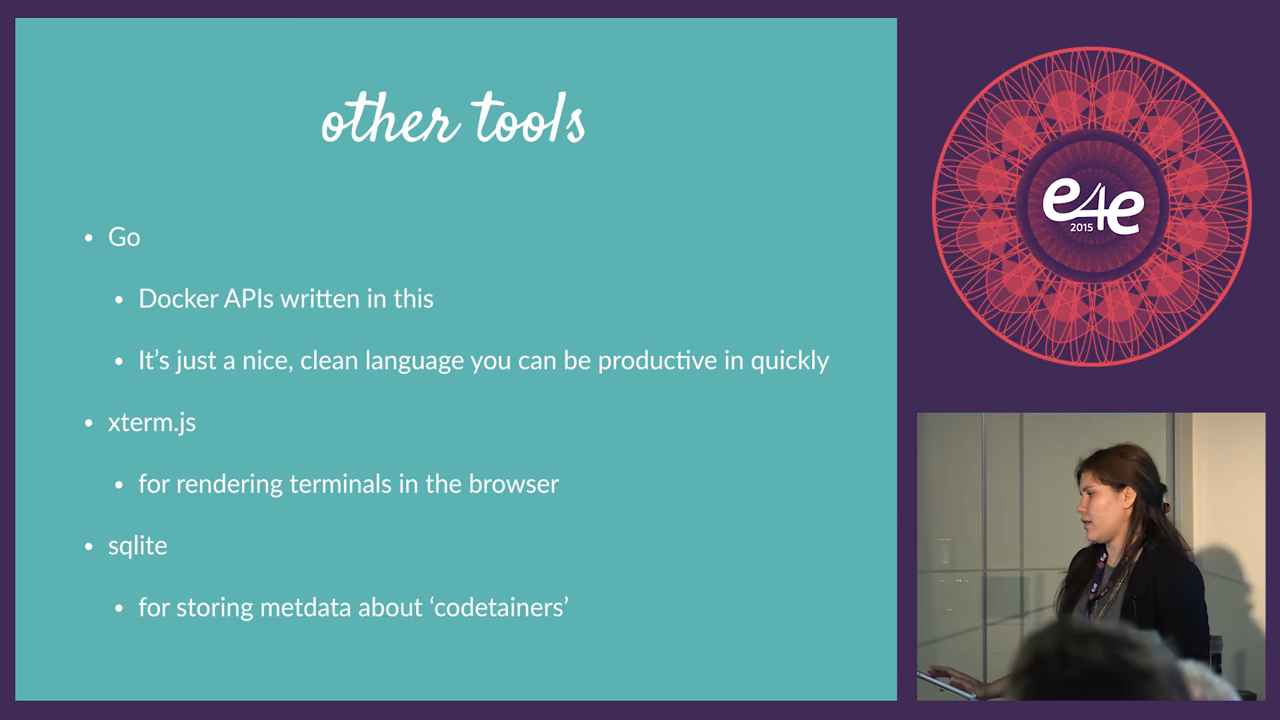 other tools
• Go
• Docker APIs written in this
• It's just a nice, clean language you can be productive in quickly
• xterm.js
• for rendering terminals in the browser
• sqlite
• for storing metdata about ‘codetainers’
e4e
2015